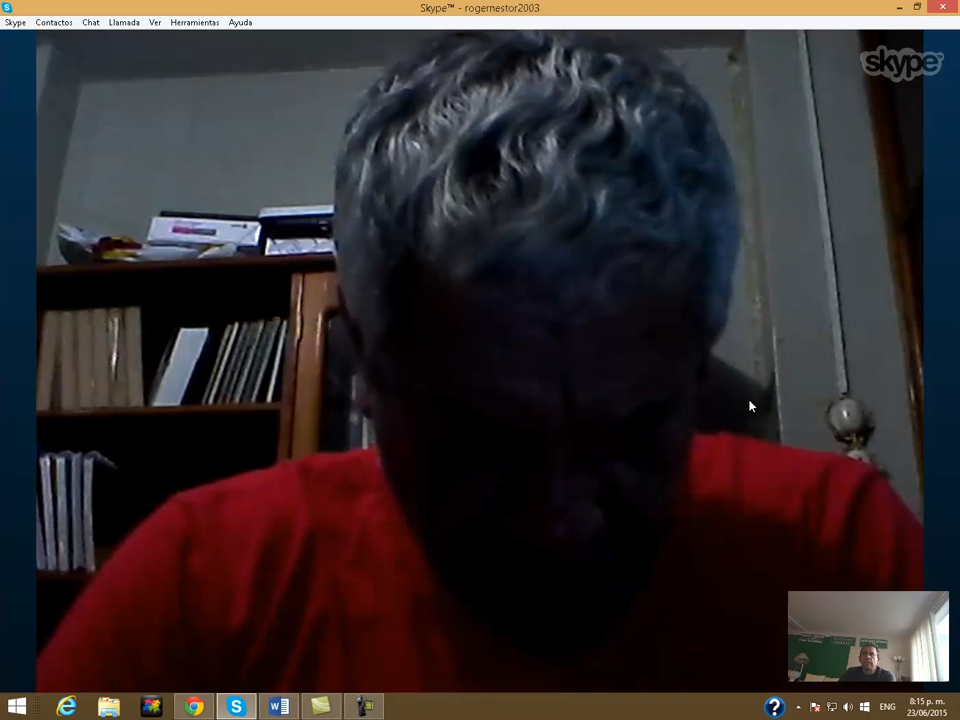 Skype™ - rogernestor2003
Skype Contactos Chat Llamada Ver Herramientas Ayuda
skype
ENG
8:15 p. m.
23/06/2015